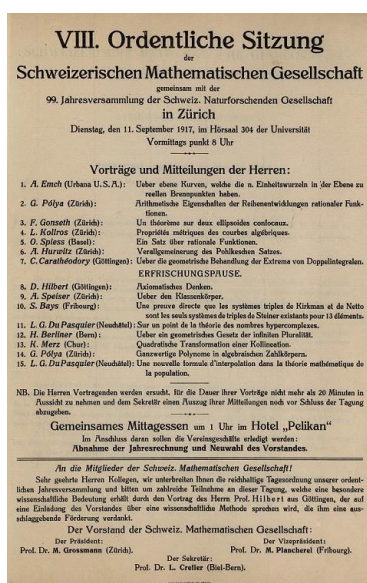 VIII. Ordentliche Sitzung
der
Schweizerischen Mathematischen Gesellschaft
gemeinsam mit der
99. Jahresversammlung der Schweiz. Naturforschenden Gesellschaft
in Zürich
Dienstag, den 11. September 1917, im Hörsaal 304 der Universität
Vormittags punkt 8 Uhr
Vorträge und Mitteilungen der Herren:
1. A. Emch (Urbana U.S.A.): Ueber ebene Kurven, welche die n. Einheitswurzeln in der Ebene zu
reellen Brennpunkten haben.
2. G. Pólya (Zürich): Arithmetische Eigenschaften der Reihenentwicklungen rationaler Funk-
tionen.
3. F. Gonseth (Zürich): Un théorème sur deux ellipsoides confocaux.
4. L. Kollros (Zürich): Propriétés métriques des courbes algébriques.
5. O. Spiess (Basel): Ein Satz über rationale Funktionen.
6. A. Hurwitz (Zürich): Verallgemeinerung des Pohlkeschen Satzes.
7. C. Carathéodory (Göttingen): Ueber die geometrische Behandlung der Extrema von Doppelintegralen.
ERFRISCHUNGSPAUSE.
8. D. Hilbert (Göttingen): Axiomatisches Denken.
9. A. Speiser (Zürich): Ueber den Klassenkörper.
10. S. Bays (Fribourg): Une preuve directe que les systèmes triples de Kirkman et de Netto
sont les seuls systèmes triples de Steiner existants pour 13 éléments.
11. L. G. Du Pasquier (Neuchâtel): Sur un point de la théorie des nombres hypercomplexes.
12. H. Berliner (Bern): Ueber ein geometrisches Gesetz der infiniten Pluralität.
13. K. Merz (Chur): Quadratische Transformation einer Kollineation.
14. G. Pólya (Zürich): Ganzwertige Polynome in algebraischen Zahlkörpern.
15. L. G. Du Pasquier (Neuchâtel): Une nouvelle formule d'interpolation dans la théorie mathématique de
la population.
NB. Die Herren Vortragenden werden ersucht, für die Dauer ihrer Vorträge nicht mehr als 20 Minuten in
Aussicht zu nehmen und dem Sekretär einen Auszug ihrer Mitteilungen noch vor Schluss der Tagung
abzugeben.
Gemeinsames Mittagessen um 1 Uhr im Hotel „Pelikan“
Im Anschluss daran sollen die Vereinsgeschäfte erledigt werden:
Abnahme der Jahresrechnung und Neuwahl des Vorstandes.
An die Mitglieder der Schweiz. Mathematischen Gesellschaft!
Sehr geehrte Herren Kollegen, wir unterbreiten Ihnen die reichhaltige Tagesordnung unserer ordent-
lichen Jahresversammlung und bitten um zahlreiche Teilnahme an dieser Tagung, welche eine besondere
wissenschaftliche Bedeutung erhält durch den Vortrag des Herrn Prof. Hilbert aus Göttingen, der auf
eine Einladung des Vorstandes über eine wissenschaftliche Methode sprechen wird, die ihm eine aus-
schlaggebende Förderung verdankt.
Der Vorstand der Schweiz. Mathematischen Gesellschaft:
Der Präsident: Der Vizepräsident:
Prof. Dr. M. Grossmann (Zürich). Prof. Dr. M. Plancherel (Fribourg).
Der Sekretär:
Prof. Dr. L. Crelier (Biel-Bern).